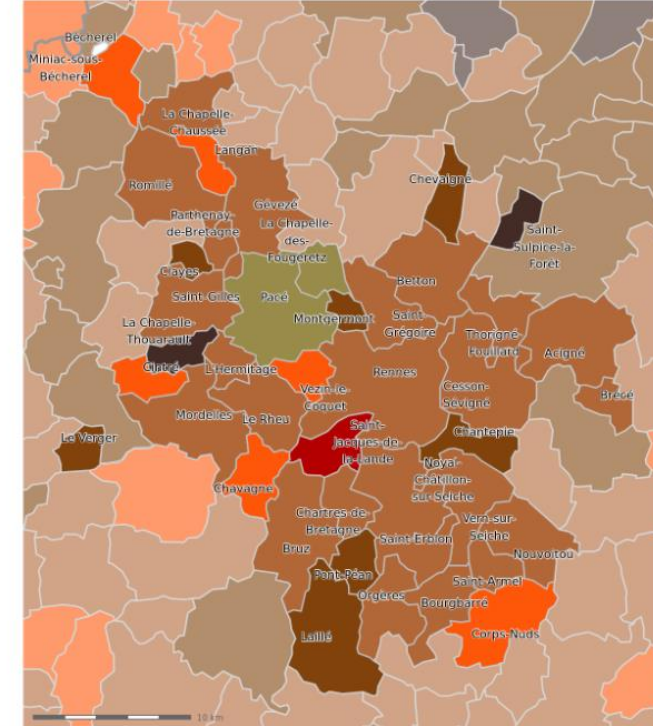 Bécherel
Miniac-sous-
Bécherel
La Chapelle-
Chaussée
Langan
Romillé
Gévezé
Parthenay-
de-Bretagne
La Chapelle-
des-
Fougeretz
Chevaigné
Saint-
Sulpice-la-
Forêt
Clayes
Betton
Saint-Gilles
Pacé
Montgermont
Saint-
Grégoire
La Chapelle-
Thouarault
Thorigné-
Fouillard
Acigné
Cintré
L'Hermitage
Rennes
Vezin-le-
Coquet
Cesson-
Sévigné
Brécé
Mordelles
Le Rheu
Saint-
Jacques-de-
la-Lande
Le Verger
Chantepie
Noyal-
Châtillon-
sur-Seiche
Chavagne
Chartres-de-
Bretagne
Vern-sur-
Seiche
Bruz
Saint-Erblon
Nouvoitou
Pont-Péan
Saint-Armel
Orgères
Bourgbarré
Laillé
Corps-Nuds
10 km